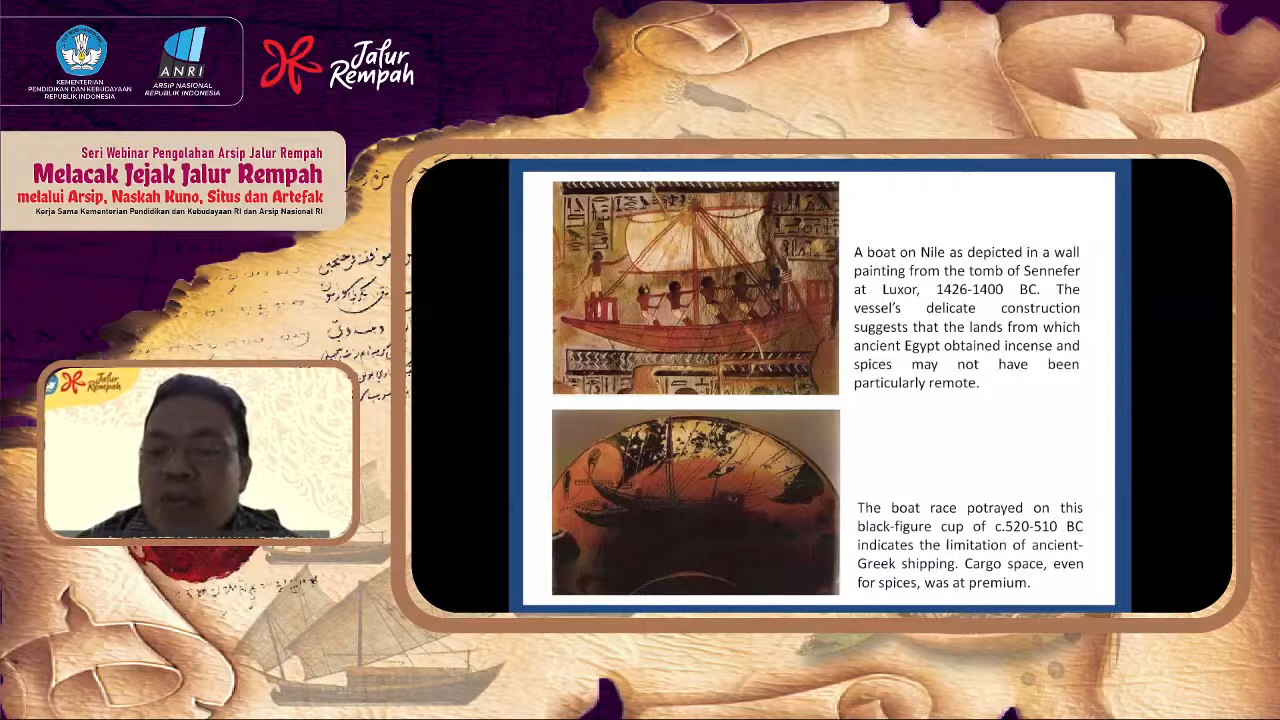 KEMENTERIAN
PENDIDIKAN DAN KEBUDAYAAN
REPUBLIK INDONESIA
ANRI
ARSIP NASIONAL
REPUBLIK INDONESIA
Jalur
Rempah
Seri Webinar Pengolahan Arsip Jalur Rempah
Melacak Jejak Jalur Rempah
melalui Arsip, Naskah Kuno, Situs dan Artefak
Kerja Sama Kementerian Pendidikan dan Kebudayaan RI dan Arsip Nasional RI
Jalur
Rempah
A boat on Nile as depicted in a wall
painting from the tomb of Sennefer
at Luxor, 1426-1400 BC. The
vessel's delicate construction
suggests that the lands from which
ancient Egypt obtained incense and
spices may not have been
particularly remote.
The boat race potrayed on this
black-figure cup of c.520-510 BC
indicates the limitation of ancient-
Greek shipping. Cargo space, even
for spices, was at premium.